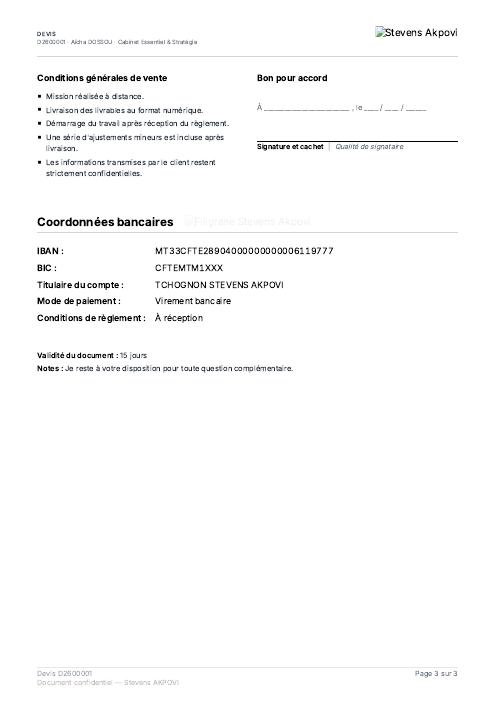 DEVIS
D2600001 · Aïcha DOSSOU · Cabinet Essentiel & Stratégie
Stevens Akpovi
Conditions générales de vente
Mission réalisée à distance.
Livraison des livrables au format numérique.
Démarrage du travail après réception du règlement.
Une série d'ajustements mineurs est incluse après
livraison.
Les informations transmises par le client restent
strictement confidentielles.
Bon pour accord
À ____________________ , le ____ / ____ / _____
Signature et cachet | Qualité de signataire
Coordonnées bancaires
Filigrane Stevens Akpovi
IBAN : MT33CFTE28904000000000006119777
BIC : CFTEMTM1XXX
Titulaire du compte : TCHOGNON STEVENS AKPOVI
Mode de paiement : Virement bancaire
Conditions de règlement : À réception
Validité du document : 15 jours
Notes : Je reste à votre disposition pour toute question complémentaire.
Devis D2600001
Document confidentiel — Stevens AKPOVI
Page 3 sur 3